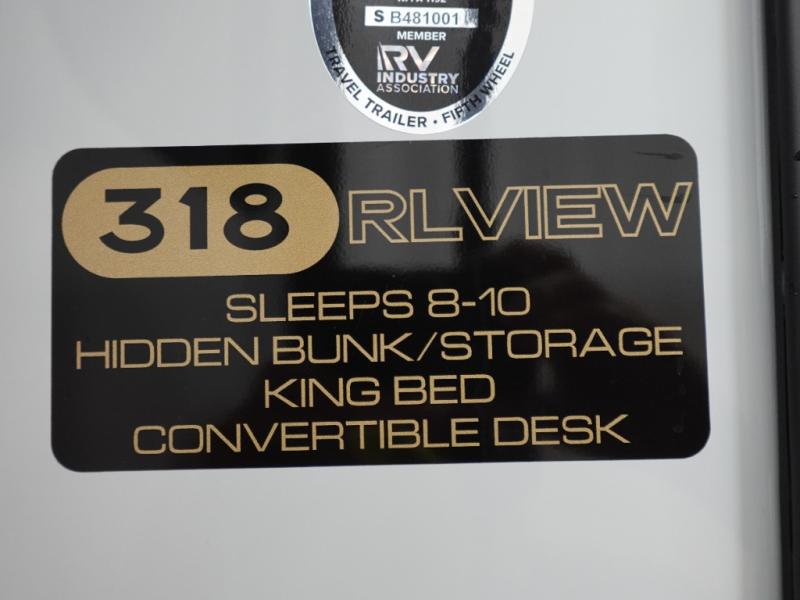 S B481001
MEMBER
RV
INDUSTRY
ASSOCIATION
TRAVEL TRAILER • FIFTH WHEEL
318 RLVIEW
SLEEPS 8-10
HIDDEN BUNK/STORAGE
KING BED
CONVERTIBLE DESK